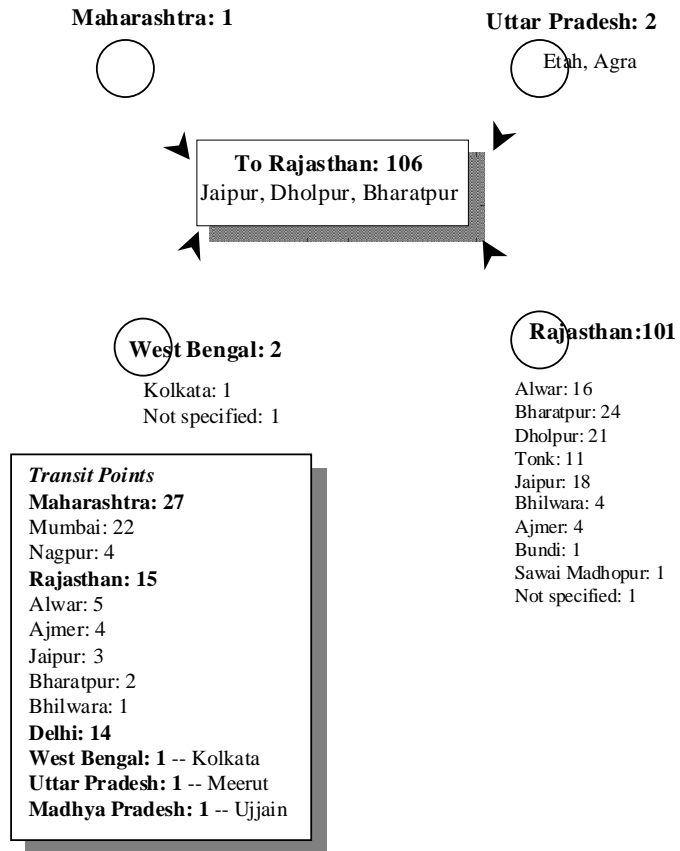 Maharashtra: 1
Uttar Pradesh: 2
Etah, Agra
To Rajasthan: 106
Jaipur, Dholpur, Bharatpur
West Bengal: 2
Kolkata: 1
Not specified: 1
Rajasthan:101
Alwar: 16
Bharatpur: 24
Dholpur: 21
Tonk: 11
Jaipur: 18
Bhilwara: 4
Ajmer: 4
Bundi: 1
Sawai Madhopur: 1
Not specified: 1
Transit Points
Maharashtra: 27
Mumbai: 22
Nagpur: 4
Rajasthan: 15
Alwar: 5
Ajmer: 4
Jaipur: 3
Bharatpur: 2
Bhilwara: 1
Delhi: 14
West Bengal: 1 -- Kolkata
Uttar Pradesh: 1 -- Meerut
Madhya Pradesh: 1 -- Ujjain